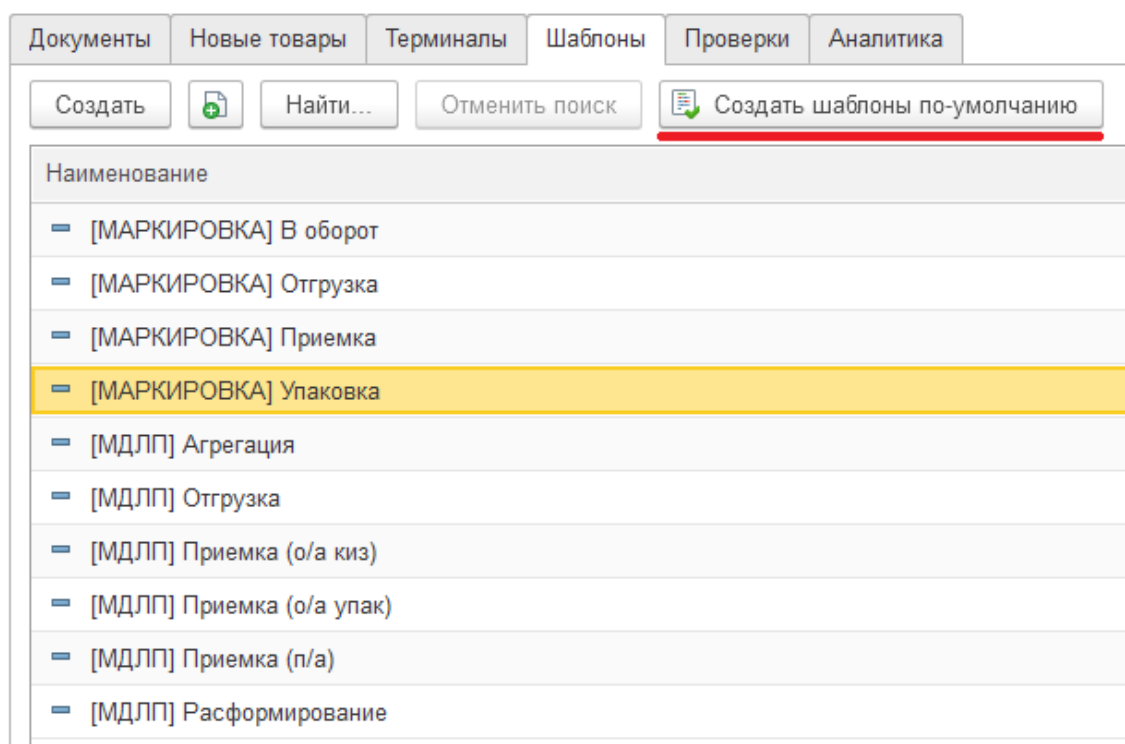 Документы Новые товары Терминалы Шаблоны Проверки Аналитика
Создать Найти... Отменить поиск Создать шаблоны по-умолчанию
Наименование
[МАРКИРОВКА] В оборот
[МАРКИРОВКА] Отгрузка
[МАРКИРОВКА] Приемка
[МАРКИРОВКА] Упаковка
[МДЛП] Агрегация
[МДЛП] Отгрузка
[МДЛП] Приемка (о/а киз)
[МДЛП] Приемка (о/а упак)
[МДЛП] Приемка (п/а)
[МДЛП] Расформирование